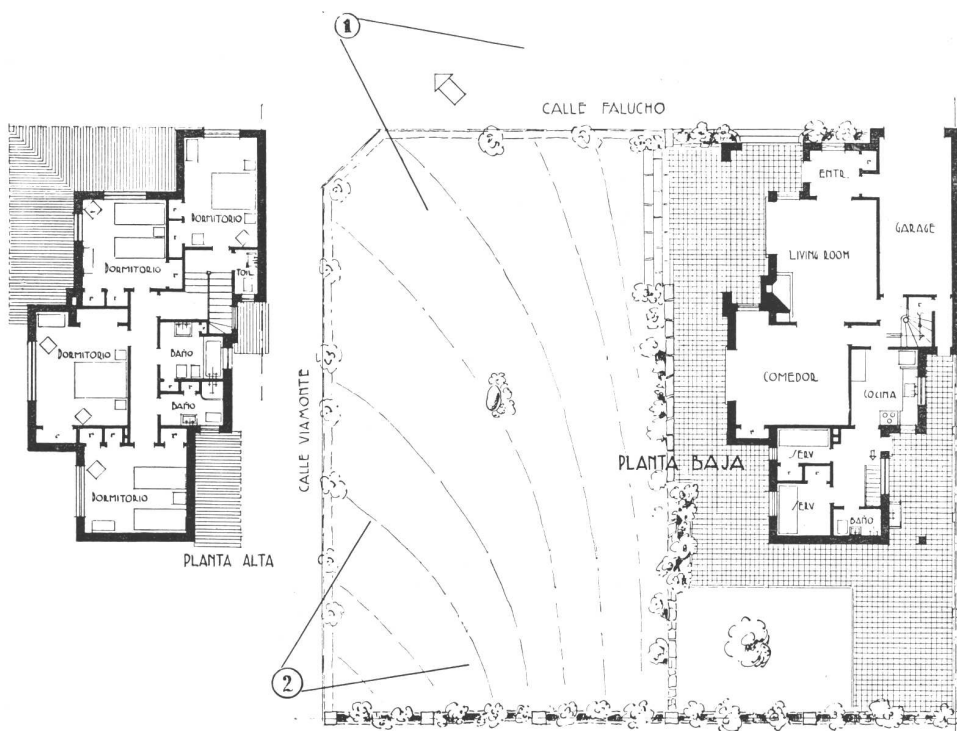 1
CALLE FALUCHO
DORMITORIO
TOIL.
DORMITORIO
DORMITORIO
BAÑO
BAÑO
DORMITORIO
PLANTA ALTA
CALLE VIAMONTE
2
ENTR.
GARAGE
LIVING ROOM
COMEDOR
COCINA
PLANTA BAJA
SERV
SERV
BAÑO